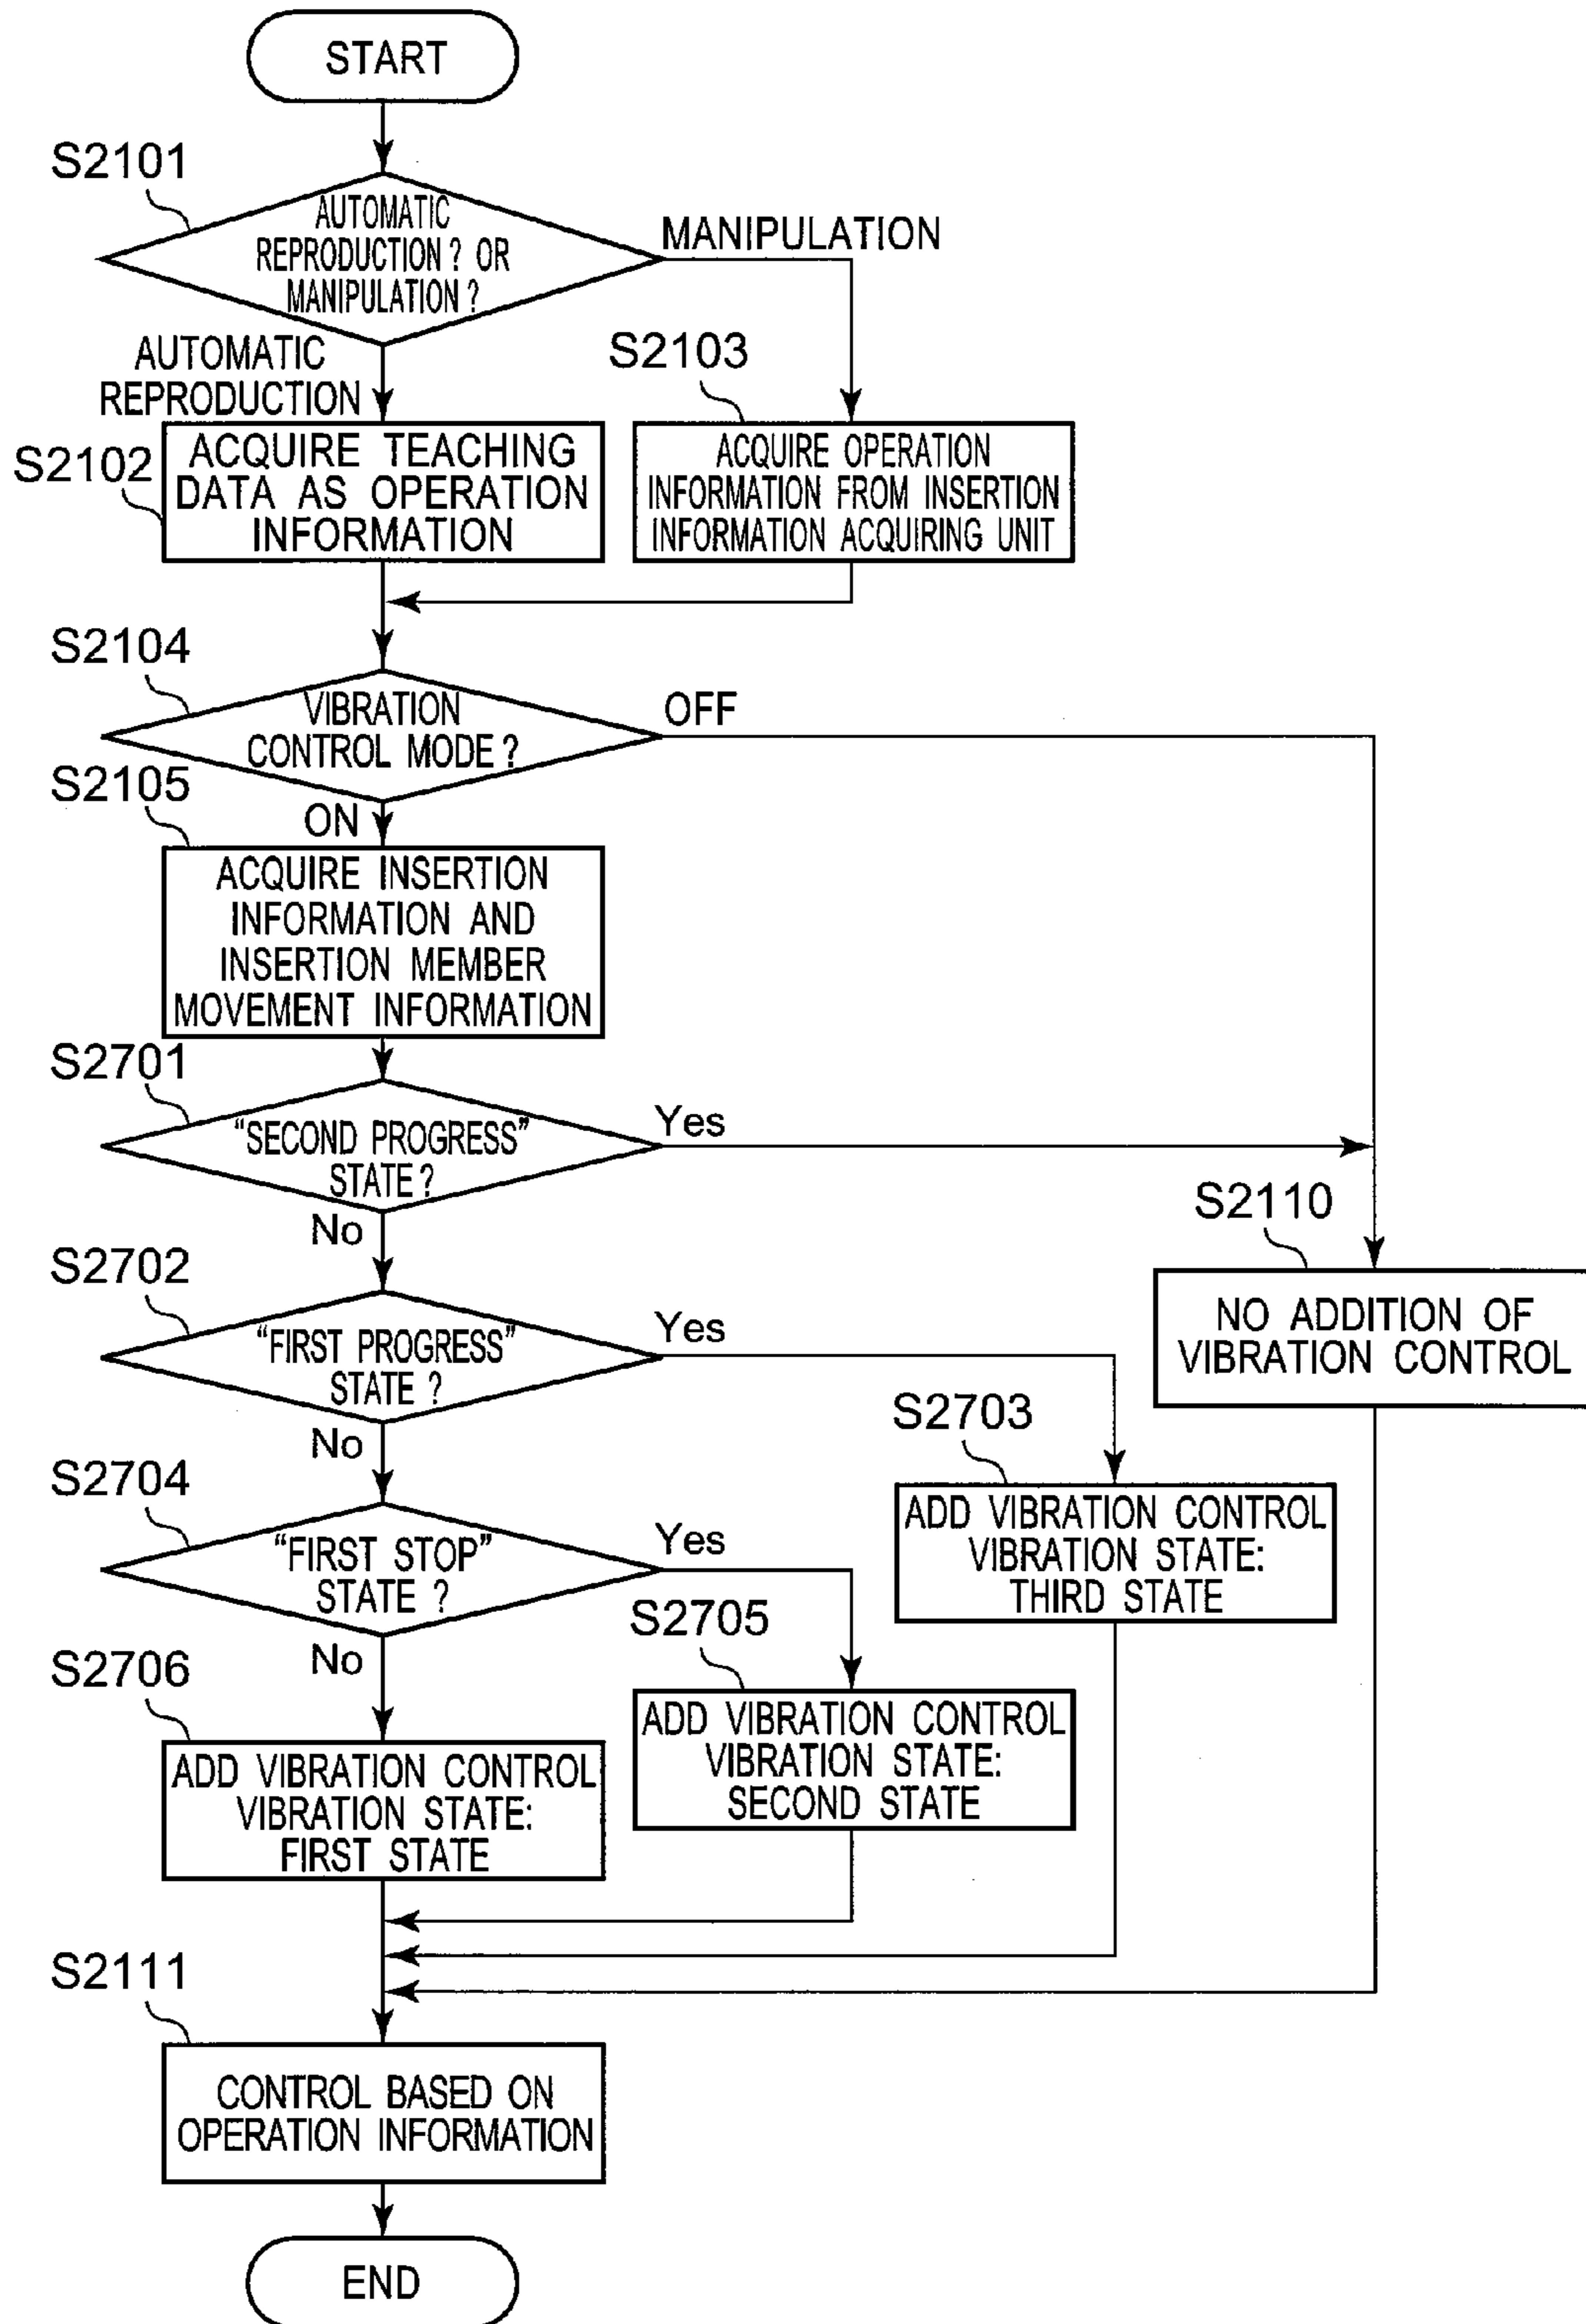 START
S2101
AUTOMATIC
REPRODUCTION? OR
MANIPULATION?
MANIPULATION
AUTOMATIC
REPRODUCTION
S2103
S2102
ACQUIRE TEACHING
DATA AS OPERATION
INFORMATION
ACQUIRE OPERATION
INFORMATION FROM INSERTION
INFORMATION ACQUIRING UNIT
S2104
VIBRATION
CONTROL MODE?
OFF
S2105
ON
ACQUIRE INSERTION
INFORMATION AND
INSERTION MEMBER
MOVEMENT INFORMATION
S2701
“SECOND PROGRESS”
STATE?
Yes
No
S2110
NO ADDITION OF
VIBRATION CONTROL
S2702
“FIRST PROGRESS”
STATE ?
Yes
No
S2703
ADD VIBRATION CONTROL
VIBRATION STATE:
THIRD STATE
S2704
“FIRST STOP”
STATE ?
Yes
No
S2705
ADD VIBRATION CONTROL
VIBRATION STATE:
SECOND STATE
S2706
ADD VIBRATION CONTROL
VIBRATION STATE:
FIRST STATE
S2111
CONTROL BASED ON
OPERATION INFORMATION
END